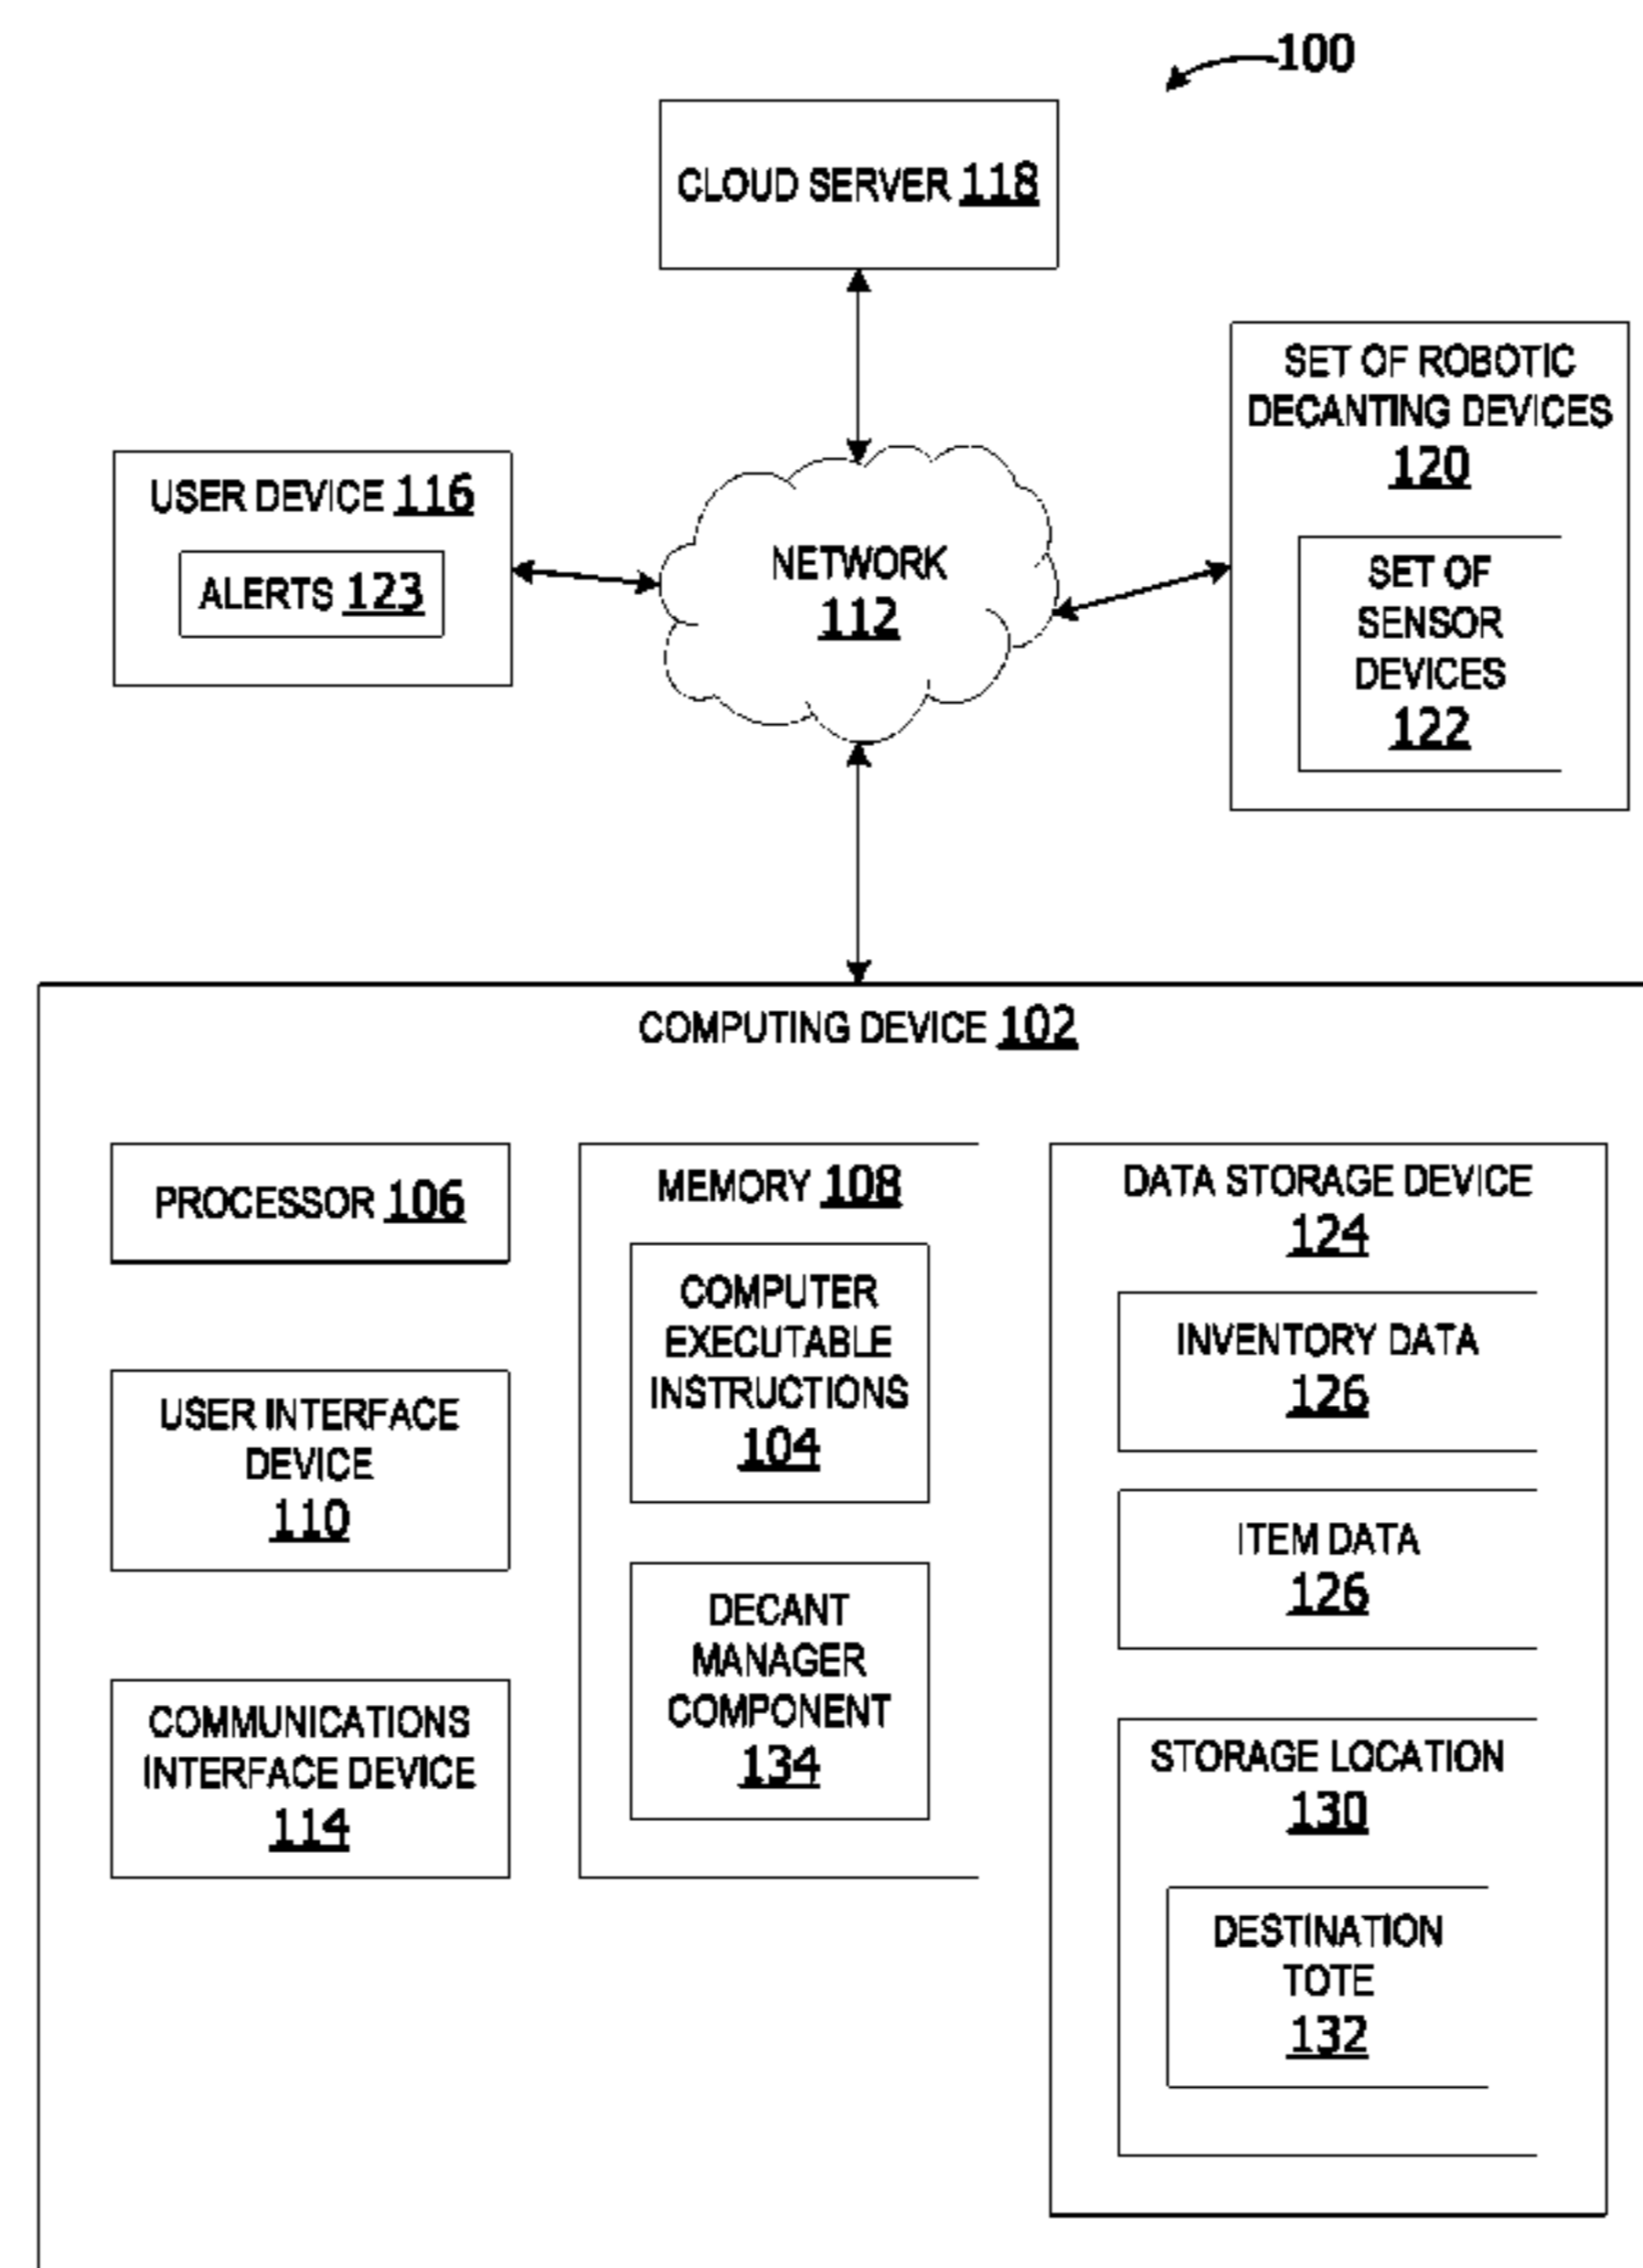 100
CLOUD SERVER 118
SET OF ROBOTIC
DECANTING DEVICES
120
SET OF
SENSOR
DEVICES
122
USER DEVICE 116
ALERTS 123
NETWORK
112
COMPUTING DEVICE 102
PROCESSOR 106
USER INTERFACE
DEVICE
110
COMMUNICATIONS
INTERFACE DEVICE
114
MEMORY 108
COMPUTER
EXECUTABLE
INSTRUCTIONS
104
DECANT
MANAGER
COMPONENT
134
DATA STORAGE DEVICE
124
INVENTORY DATA
126
ITEM DATA
126
STORAGE LOCATION
130
DESTINATION
TOTE
132